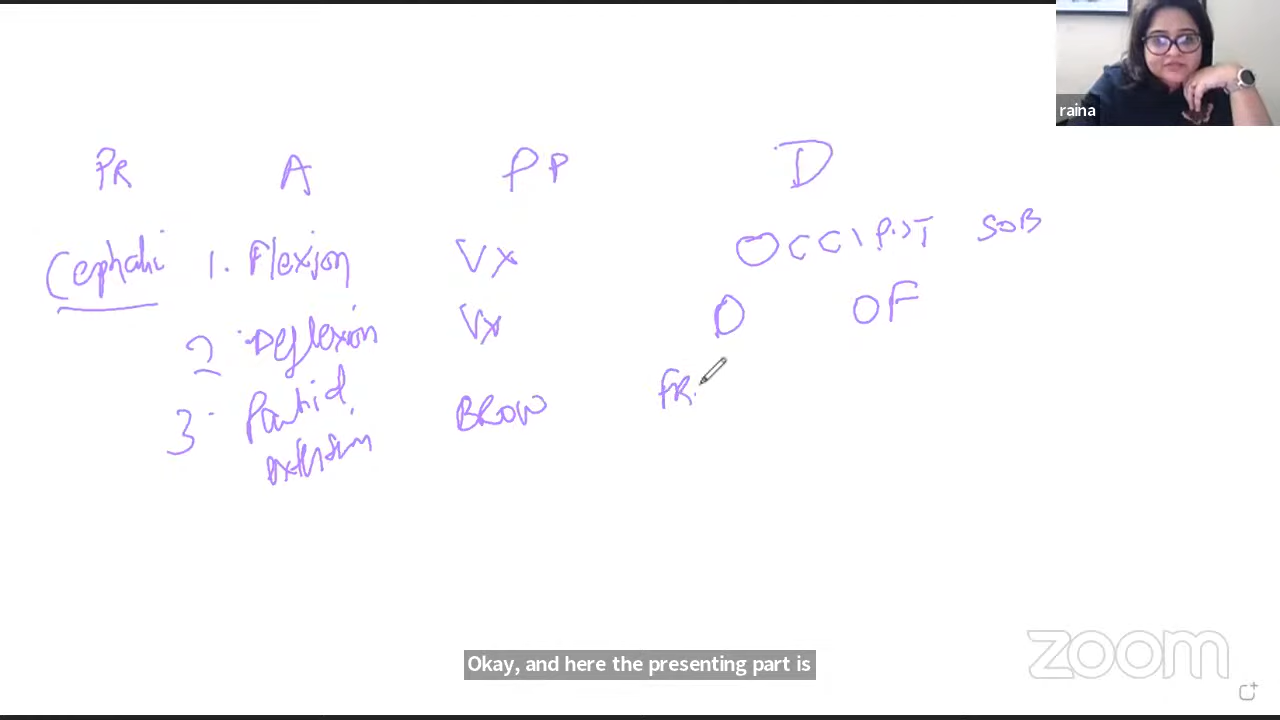 raina
PR A PP D
Cephalic 1. Flexion VX OCCIPUT SOB
2 Deflexion VX O OF
3 Partial BROW FR.
extension
Okay, and here the presenting part is
zoom